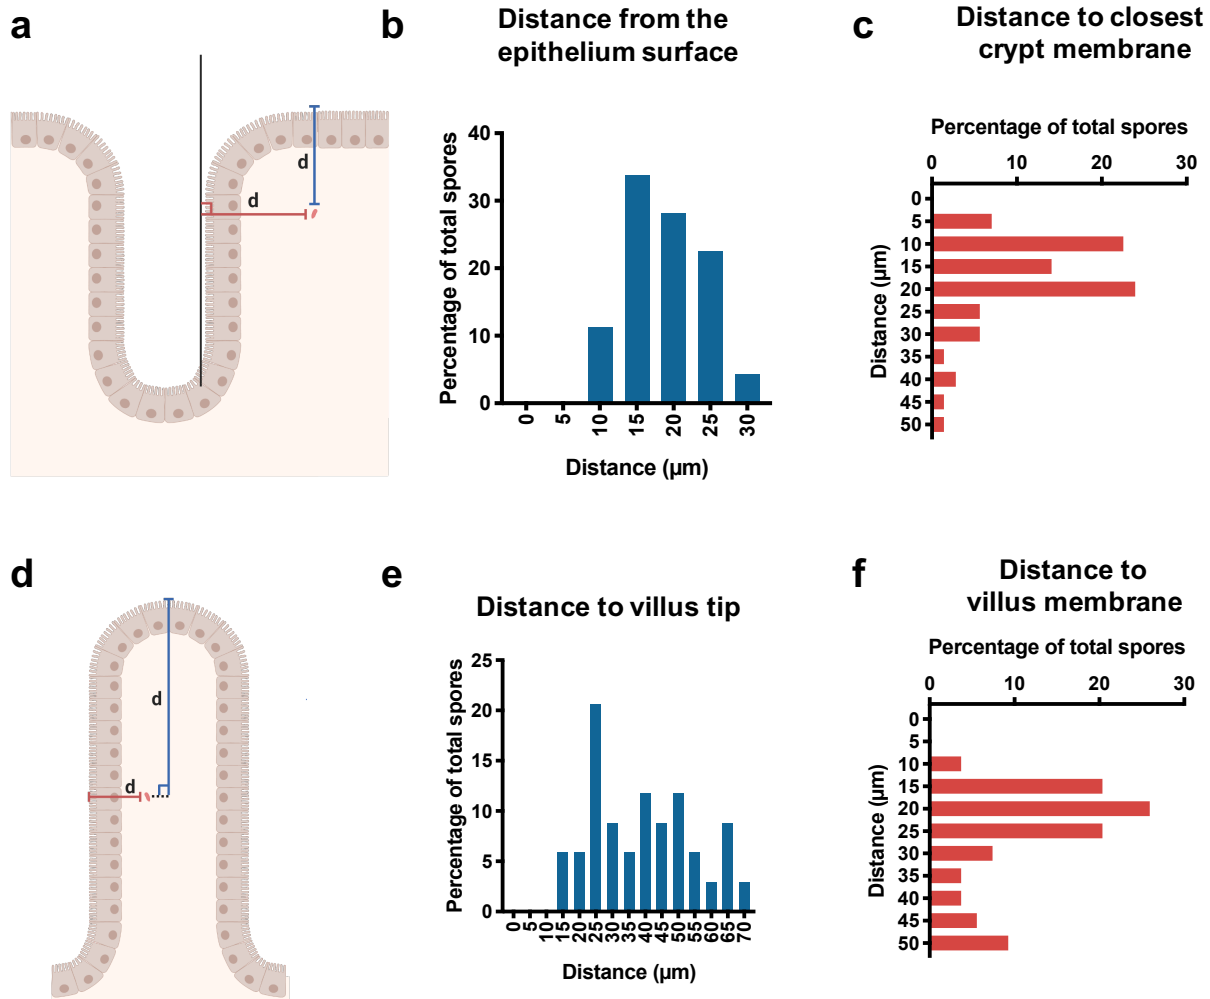 a
d
d
b
Distance from the
epithelium surface
Percentage of total spores
40
30
20
10
0
0 5 10 15 20 25 30
Distance (µm)
c
Distance to closest
crypt membrane
Percentage of total spores
0 10 20 30
Distance (µm)
0
5
10
15
20
25
30
35
40
45
50
d
d
d
e
Distance to villus tip
Percentage of total spores
25
20
15
10
5
0
0 5 10 15 20 25 30 35 40 45 50 55 60 65 70
Distance (µm)
f
Distance to
villus membrane
Percentage of total spores
0 10 20 30
Distance (µm)
0
5
10
15
20
25
30
35
40
45
50